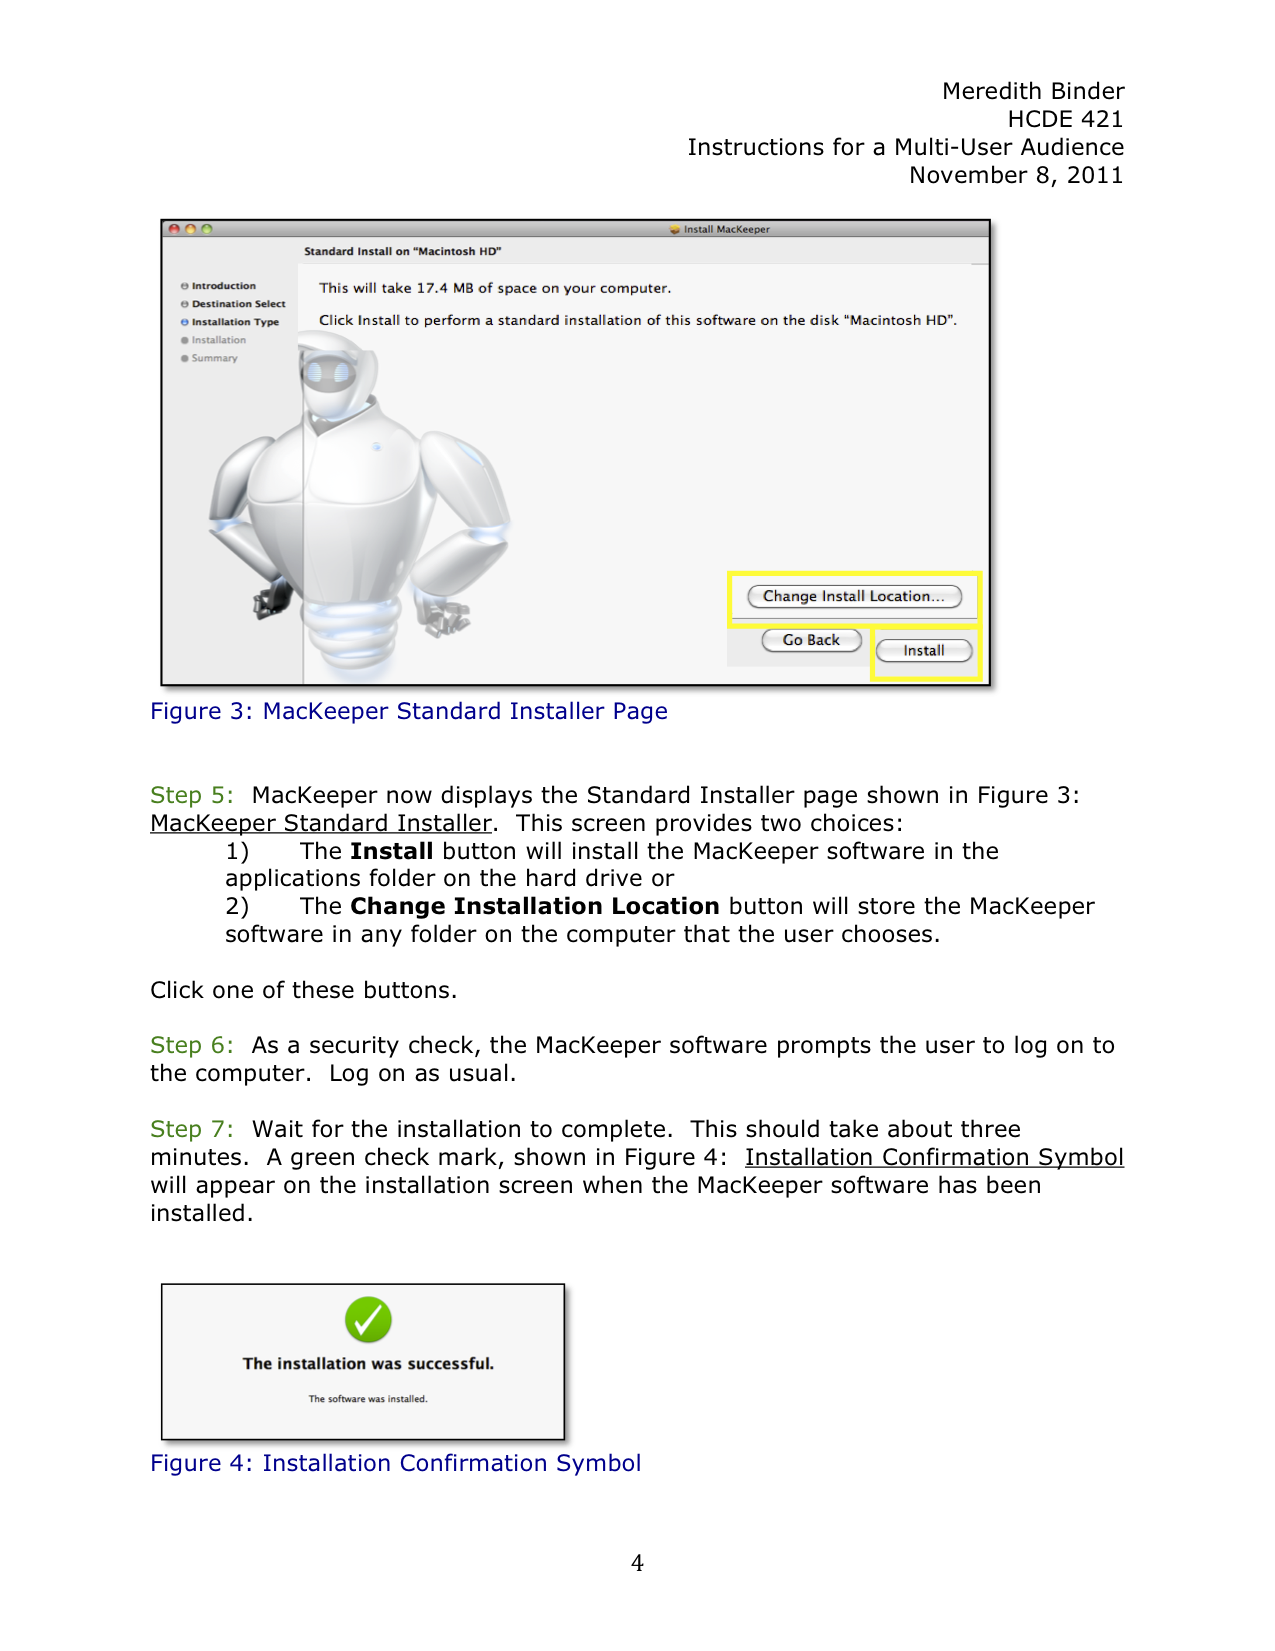 Meredith Binder
HCDE 421
Instructions for a Multi-User Audience
November 8, 2011
Install MacKeeper
Standard Install on “Macintosh HD”
Introduction
Destination Select
Installation Type
Installation
Summary
This will take 17.4 MB of space on your computer.
Click Install to perform a standard installation of this software on the disk “Macintosh HD”.
Change Install Location...
Go Back
Install
Figure 3: MacKeeper Standard Installer Page
Step 5:  MacKeeper now displays the Standard Installer page shown in Figure 3:
MacKeeper Standard Installer.  This screen provides two choices:
1) The Install button will install the MacKeeper software in the
applications folder on the hard drive or
2) The Change Installation Location button will store the MacKeeper
software in any folder on the computer that the user chooses.
Click one of these buttons.
Step 6:  As a security check, the MacKeeper software prompts the user to log on to
the computer.  Log on as usual.
Step 7:  Wait for the installation to complete.  This should take about three
minutes.  A green check mark, shown in Figure 4:  Installation Confirmation Symbol
will appear on the installation screen when the MacKeeper software has been
installed.
The installation was successful.
The software was installed.
Figure 4: Installation Confirmation Symbol
4